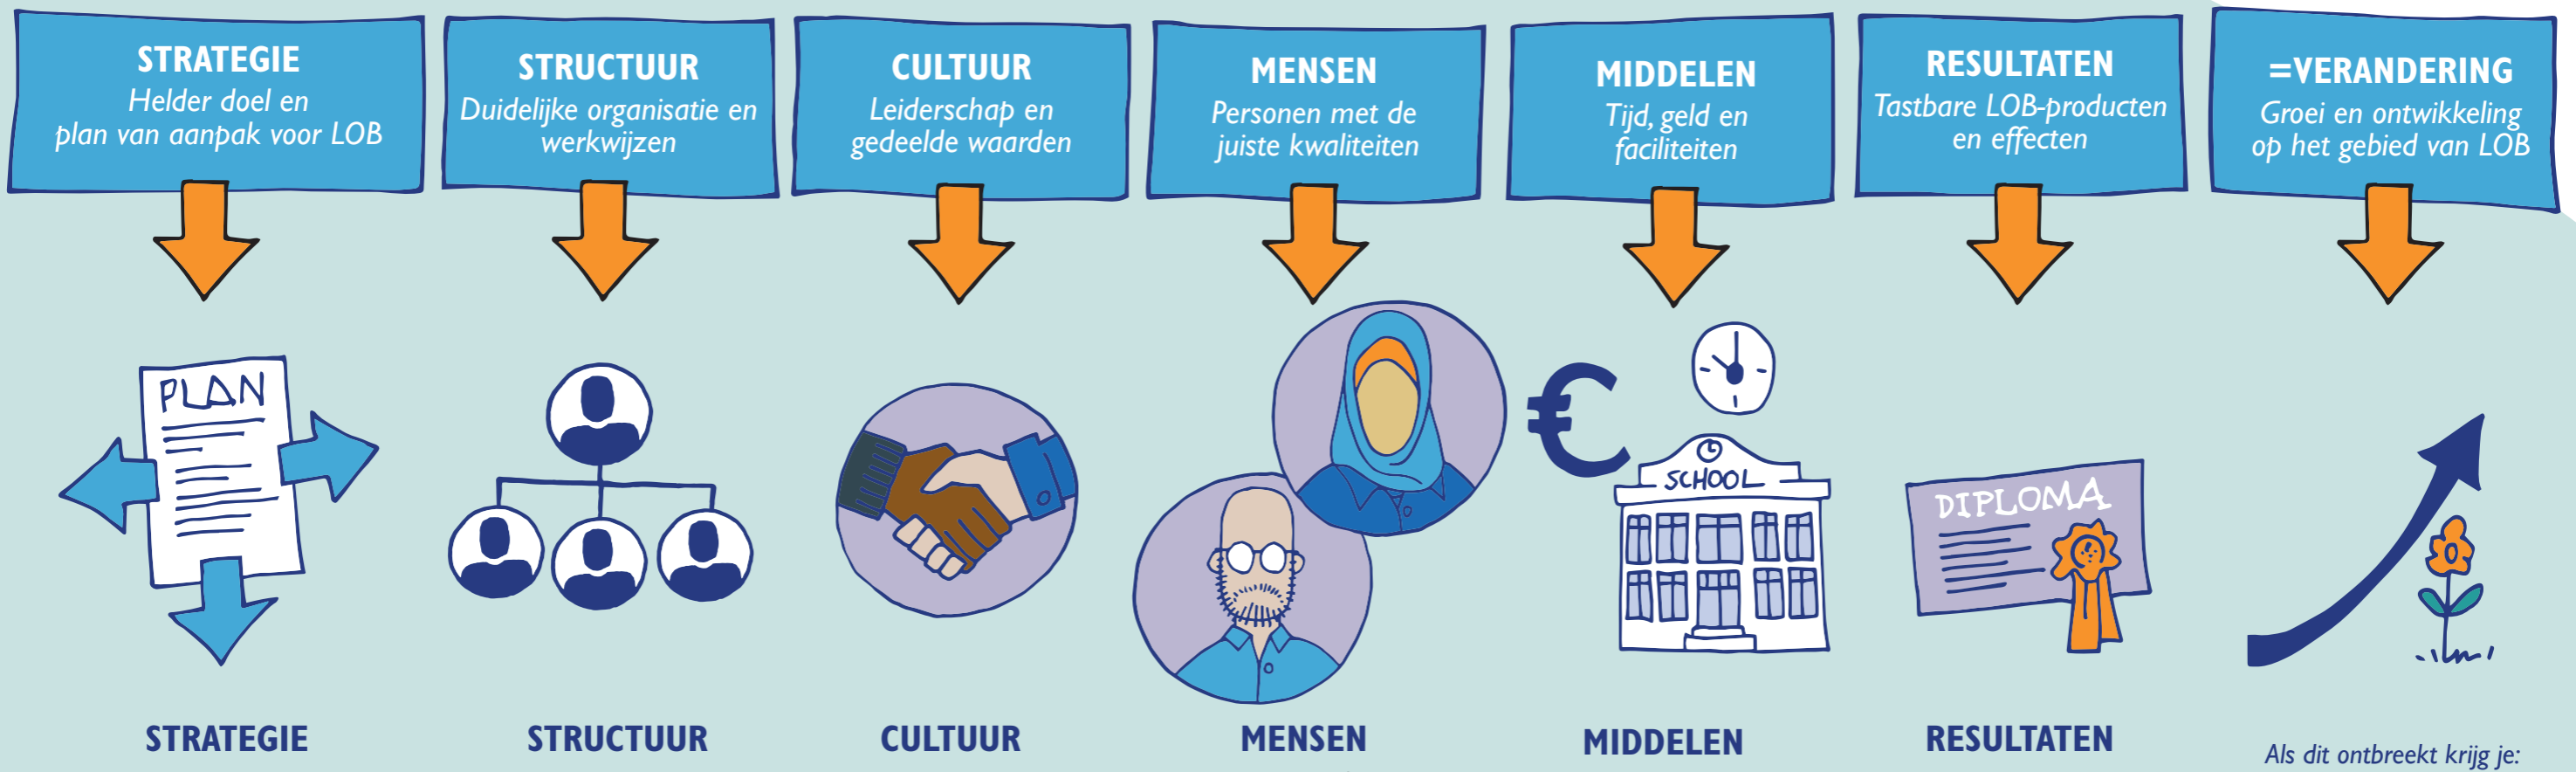 STRATEGIE
Helder doel en
plan van aanpak voor LOB
STRUCTUUR
Duidelijke organisatie en
werkwijzen
CULTUUR
Leiderschap en
gedeelde waarden
MENSEN
Personen met de
juiste kwaliteiten
MIDDELEN
Tijd, geld en
faciliteiten
RESULTATEN
Tastbare LOB-producten
en effecten
=VERANDERING
Groei en ontwikkeling
op het gebied van LOB
PLAN
€
SCHOOL
DIPLOMA
STRATEGIE
STRUCTUUR
CULTUUR
MENSEN
MIDDELEN
RESULTATEN
Als dit ontbreekt krijg je: